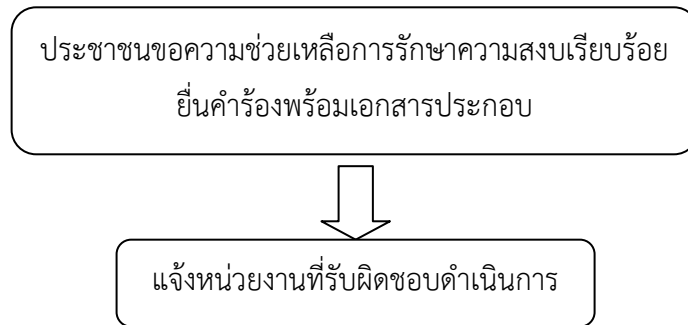 ประชาชนขอความช่วยเหลือการรักษาความสงบเรียบร้อย
ยื่นคำร้องพร้อมเอกสารประกอบ
แจ้งหน่วยงานที่รับผิดชอบดำเนินการ